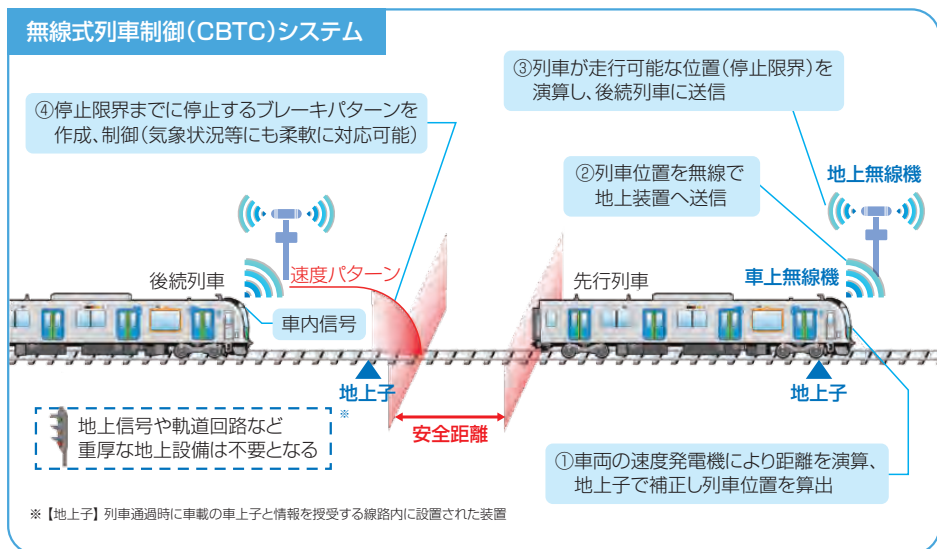 無線式列車制御(CBTC)システム
③列車が走行可能な位置(停止限界)を
演算し、後続列車に送信
④停止限界までに停止するブレーキパターンを
作成、制御(気象状況等にも柔軟に対応可能)
②列車位置を無線で
地上装置へ送信
地上無線機
後続列車
速度パターン
先行列車
車上無線機
車内信号
地上子
※
地上子
安全距離
地上信号や軌道回路など
重厚な地上設備は不要となる
①車両の速度発電機により距離を演算、
地上子で補正し列車位置を算出
※【地上子】列車通過時に車載の車上子と情報を授受する線路内に設置された装置